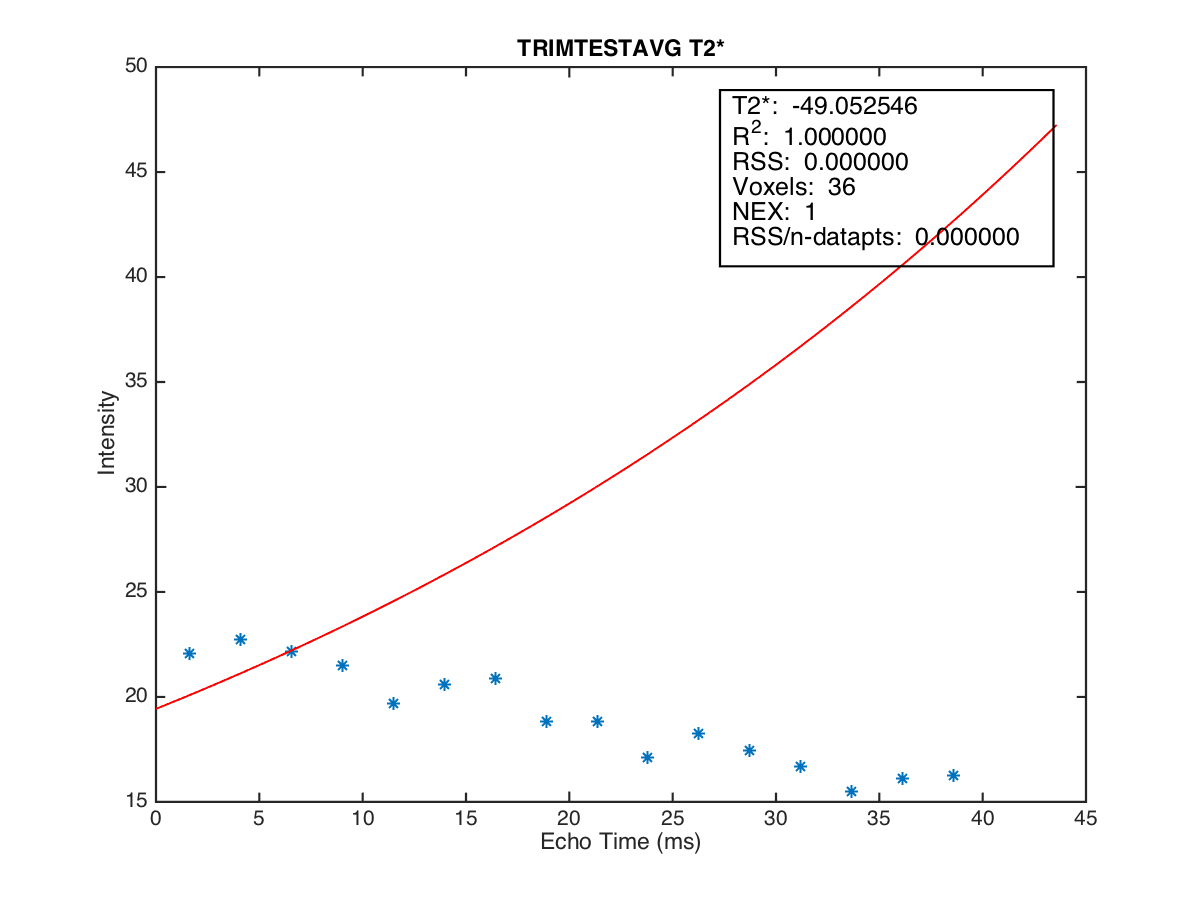 TRIMTESTAVG T2*
50
45
40
35
30
25
20
15
Intensity
T2*: -49.052546
R²: 1.000000
RSS: 0.000000
Voxels: 36
NEX: 1
RSS/n-datapts: 0.000000
0 5 10 15 20 25 30 35 40 45
Echo Time (ms)